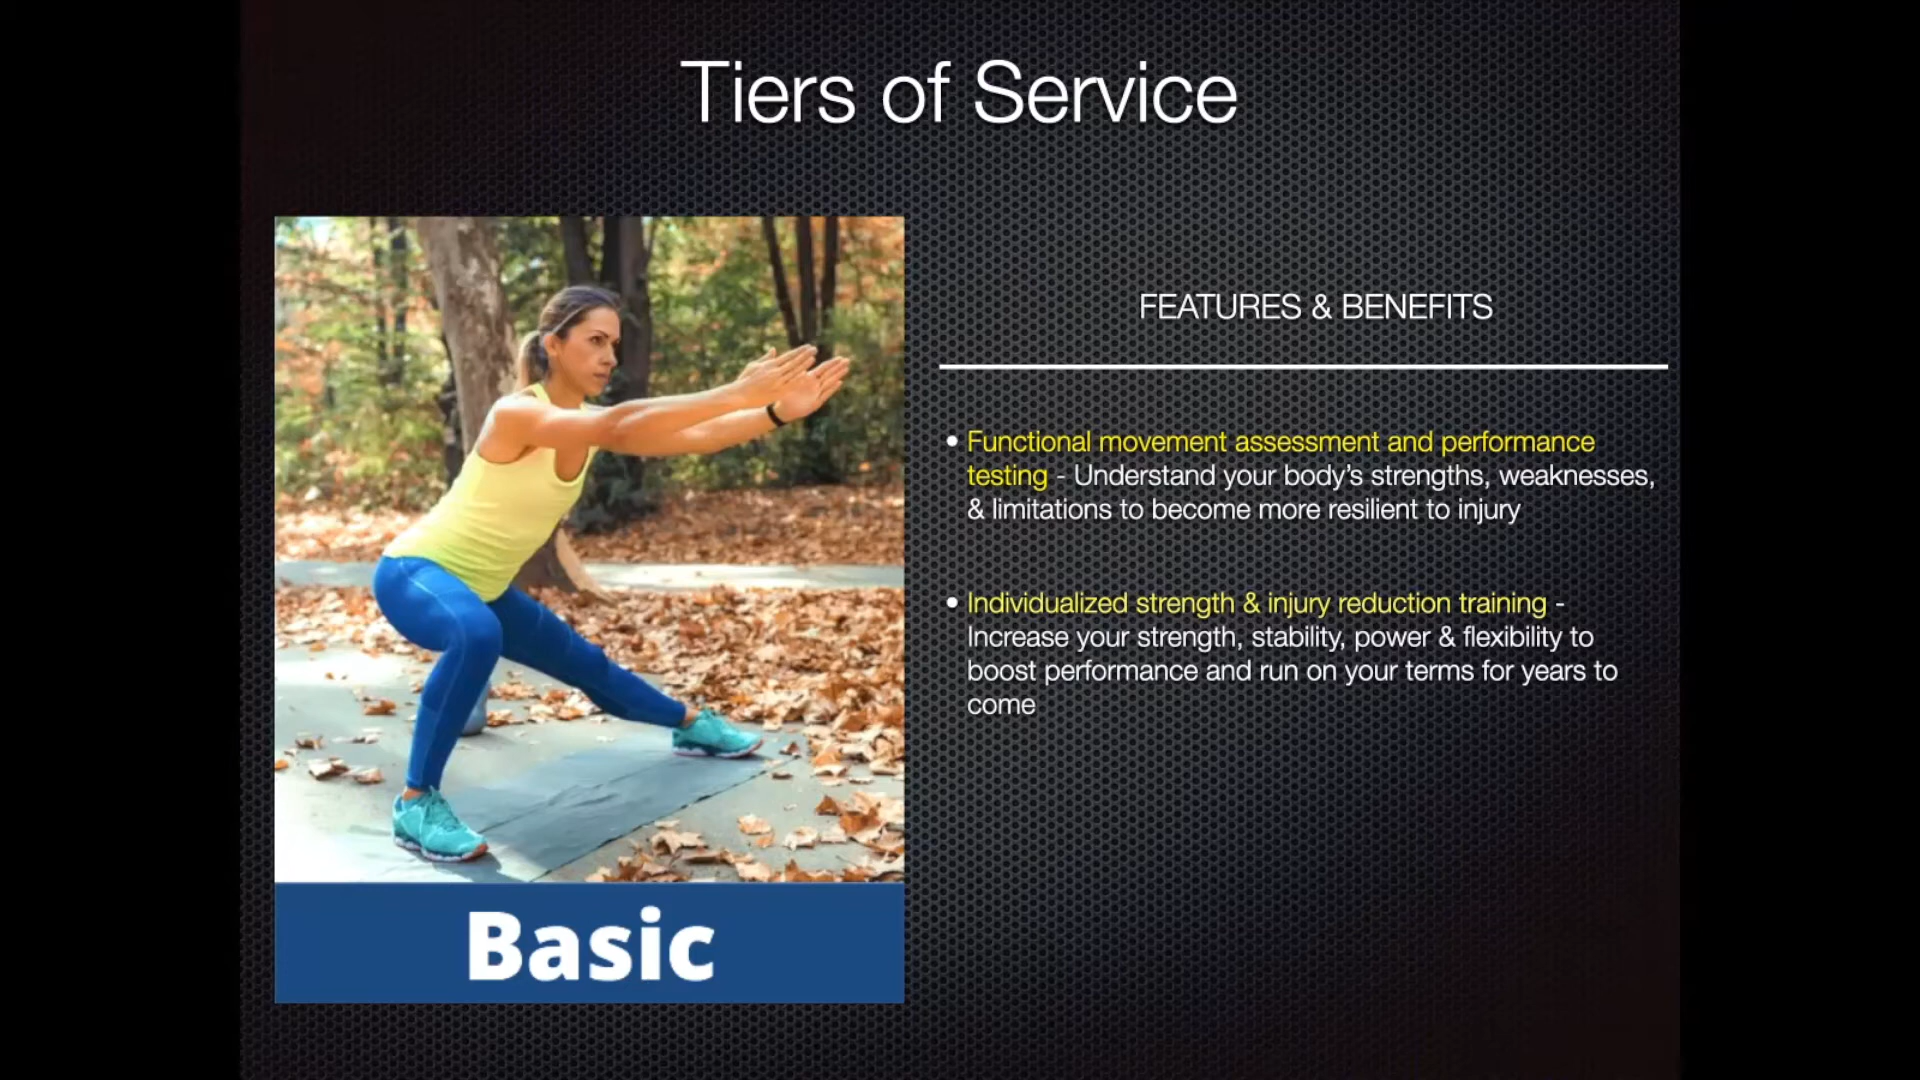 Tiers of Service
FEATURES & BENEFITS
• Functional movement assessment and performance
testing - Understand your body’s strengths, weaknesses,
& limitations to become more resilient to injury
• Individualized strength & injury reduction training -
Increase your strength, stability, power & flexibility to
boost performance and run on your terms for years to
come
Basic